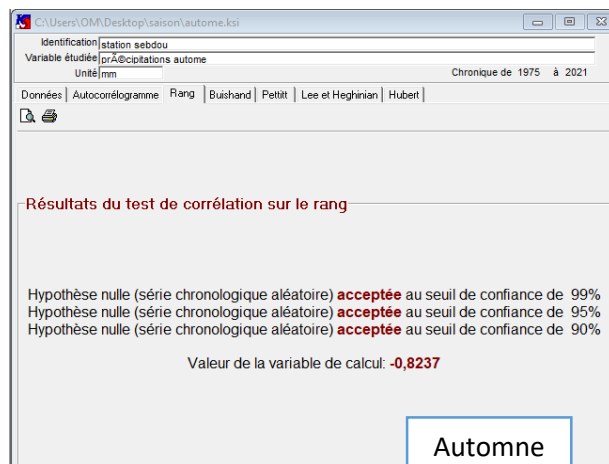 C:\Users\OM\Desktop\saison\autome.ksi
Identification station sebdou
Variable étudiée prÃ©cipitations autome
Unité mm Chronique de 1975 à 2021
Données Autocorrélogramme Rang Buishand Pettitt Lee et Heghinian Hubert
Résultats du test de corrélation sur le rang
Hypothèse nulle (série chronologique aléatoire) acceptée au seuil de confiance de 99%
Hypothèse nulle (série chronologique aléatoire) acceptée au seuil de confiance de 95%
Hypothèse nulle (série chronologique aléatoire) acceptée au seuil de confiance de 90%
Valeur de la variable de calcul: -0,8237
Automne